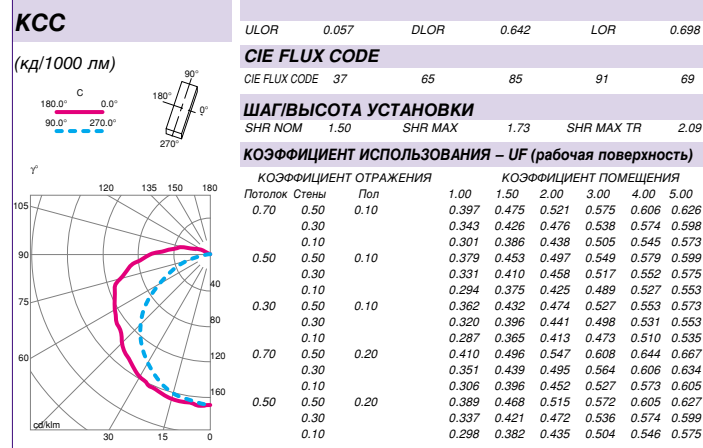 КСС
(кд/1000 лм)
90°
180°
0°
270°
C
180.0° 0.0°
90.0° 270.0°
γ°
120 135 150 180
105
90
75
60
40
80
120
160
cd/klm
30 15 0
ULOR 0.057 DLOR 0.642 LOR 0.698
CIE FLUX CODE
CIE FLUX CODE 37 65 85 91 69
ШАГ/ВЫСОТА УСТАНОВКИ
SHR NOM 1.50 SHR MAX 1.73 SHR MAX TR 2.09
КОЭФФИЦИЕНТ ИСПОЛЬЗОВАНИЯ – UF (рабочая поверхность)
КОЭФФИЦИЕНТ ОТРАЖЕНИЯ КОЭФФИЦИЕНТ ПОМЕЩЕНИЯ
Потолок Стены Пол 1.00 1.50 2.00 3.00 4.00 5.00
0.70 0.50 0.10 0.397 0.475 0.521 0.575 0.606 0.626
0.30 0.343 0.426 0.476 0.538 0.574 0.598
0.10 0.301 0.386 0.438 0.505 0.545 0.573
0.50 0.50 0.10 0.379 0.453 0.497 0.549 0.579 0.599
0.30 0.331 0.410 0.458 0.517 0.552 0.575
0.10 0.294 0.375 0.425 0.489 0.527 0.553
0.30 0.50 0.10 0.362 0.432 0.474 0.527 0.553 0.573
0.30 0.320 0.396 0.441 0.498 0.531 0.553
0.10 0.287 0.365 0.413 0.473 0.510 0.535
0.70 0.50 0.20 0.410 0.496 0.547 0.608 0.644 0.667
0.30 0.351 0.439 0.495 0.564 0.606 0.634
0.10 0.306 0.396 0.452 0.527 0.573 0.605
0.50 0.50 0.20 0.389 0.468 0.515 0.572 0.605 0.627
0.30 0.337 0.421 0.472 0.536 0.574 0.599
0.10 0.298 0.382 0.435 0.504 0.546 0.575